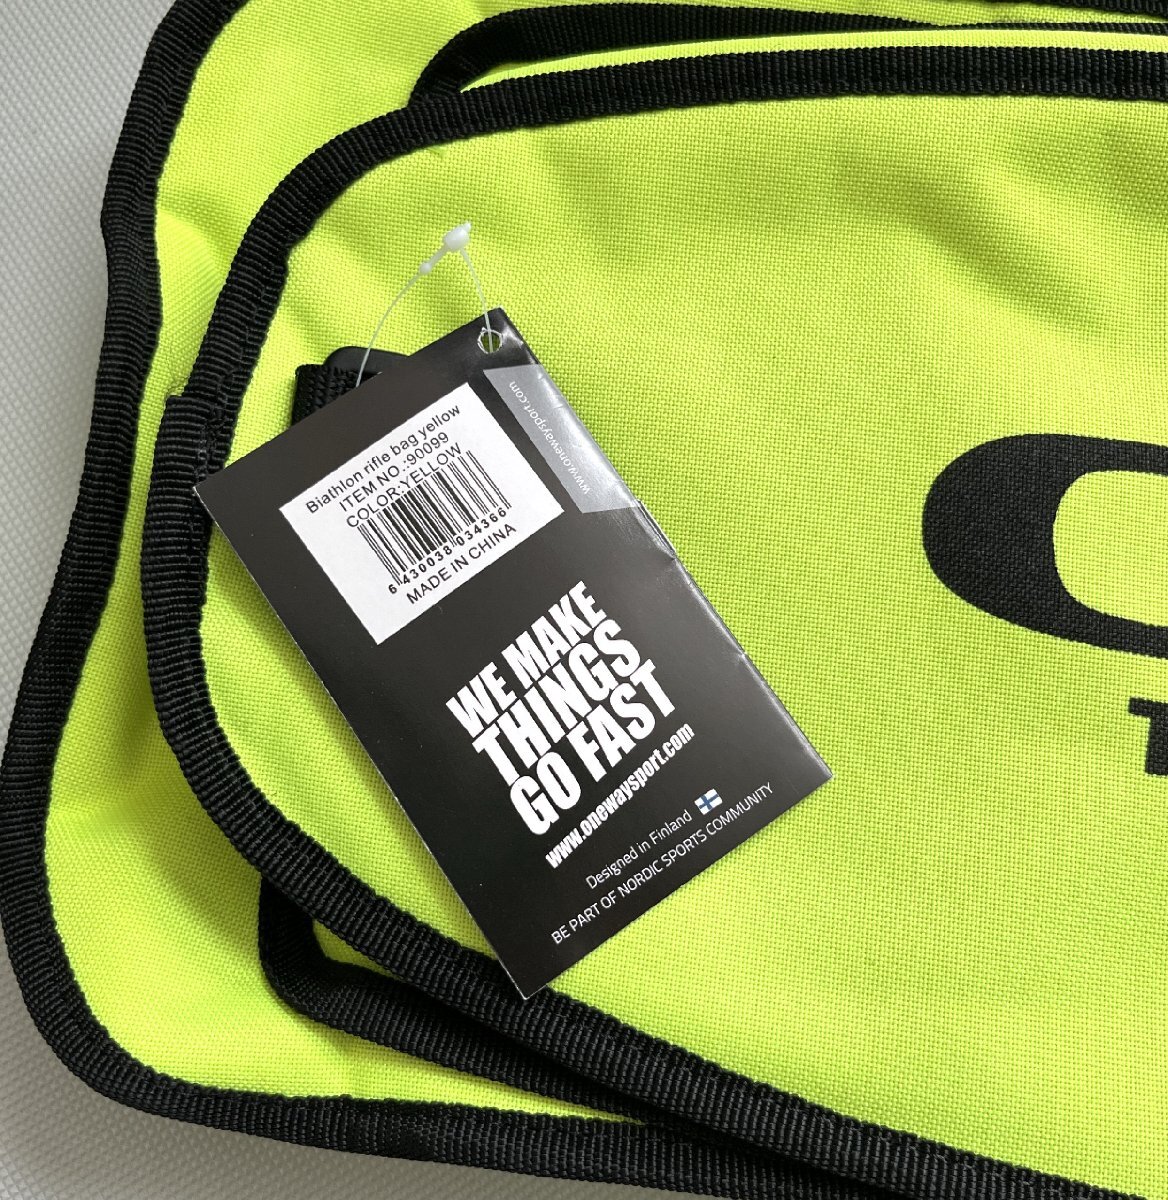 Biathlon rifle bag yellow
ITEM NO.:90099
COLOR:YELLOW
6 430038 034366
MADE IN CHINA
www.onewaysport.com
WE MAKE
THINGS
GO FAST
www.onewaysport.com
Designed in Finland
BE PART OF NORDIC SPORTS COMMUNITY